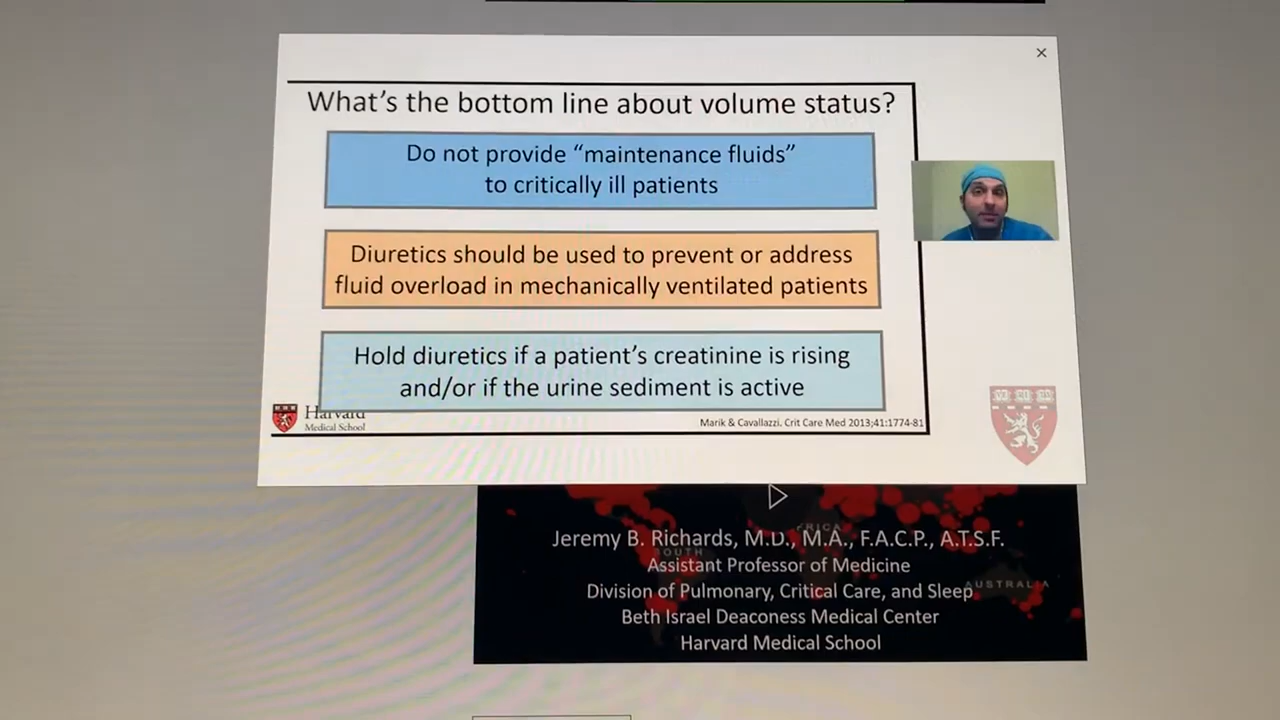 What's the bottom line about volume status?
Do not provide “maintenance fluids”
to critically ill patients
Diuretics should be used to prevent or address
fluid overload in mechanically ventilated patients
Hold diuretics if a patient's creatinine is rising
and/or if the urine sediment is active
Harvard
Medical School
Marik & Cavallazzi. Crit Care Med 2013;41:1774-81
RICA
Jeremy B. Richards, M.D., M.A., F.A.C.P., A.T.S.F.
SOUTH
Assistant Professor of Medicine
AUSTRALIA
Division of Pulmonary, Critical Care, and Sleep
Beth Israel Deaconess Medical Center
Harvard Medical School